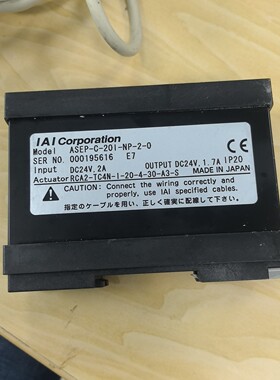 IAI Corporation
Model ASEP-C-20I-NP-2-0
SER NO. 000195616 E7
Input DC24V, 2A OUTPUT DC24V, 1.7A IP20
Actuator RCA2-TC4N-I-20-4-30-A3-S MADE IN JAPAN
CAUTION: Connect the wiring correctly and properly, use IAI specified cables.
指定のケーブルを用い、正しく確実に配線して下さい
CE